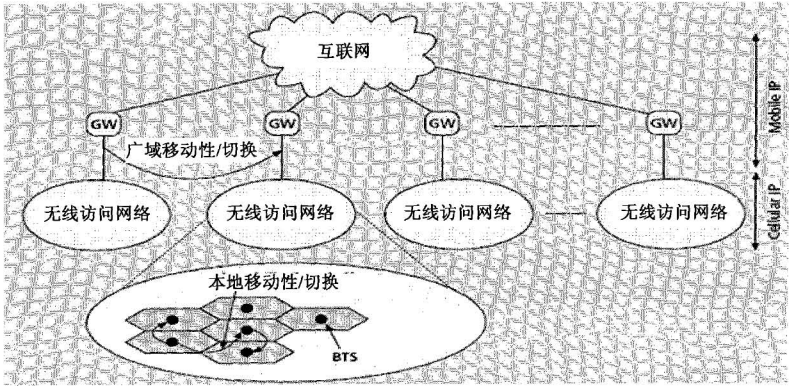 互联网
GW
GW
GW
GW
Mobile IP
广域移动性/切换
无线访问网络
无线访问网络
无线访问网络
无线访问网络
Cellular IP
本地移动性/切换
BTS